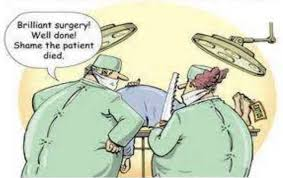 Brilliant surgery!
Well done!
Shame the patient
died.